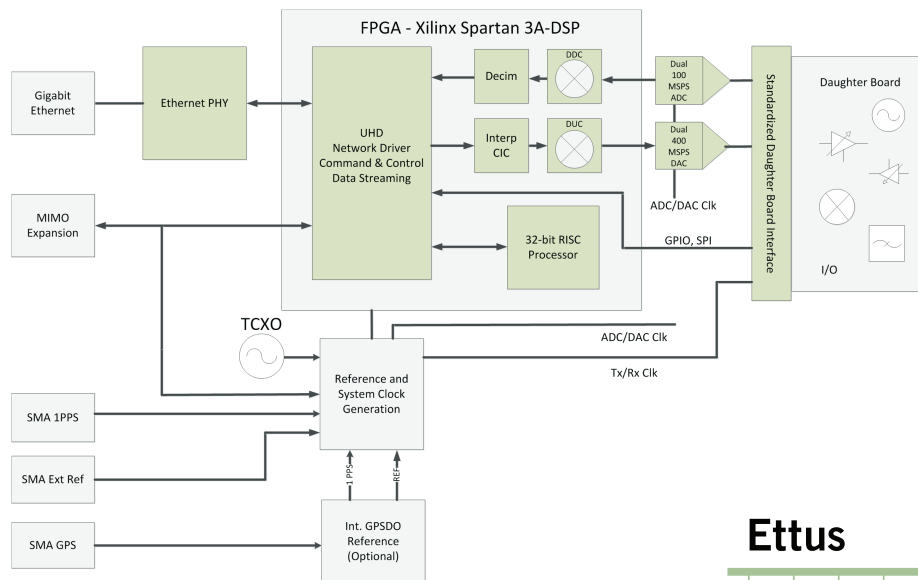 FPGA - Xilinx Spartan 3A-DSP
Gigabit
Ethernet
Ethernet PHY
UHD
Network Driver
Command & Control
Data Streaming
Decim
DDC
Interp
CIC
DUC
Dual
100
MSPS
ADC
Dual
400
MSPS
DAC
ADC/DAC Clk
Standardized Daughter Board Interface
Daughter Board
I/O
MIMO
Expansion
GPIO, SPI
32-bit RISC
Processor
TCXO
ADC/DAC Clk
Tx/Rx Clk
Reference and
System Clock
Generation
SMA 1PPS
SMA Ext Ref
1 PPS
REF
SMA GPS
Int. GPSDO
Reference
(Optional)
Ettus